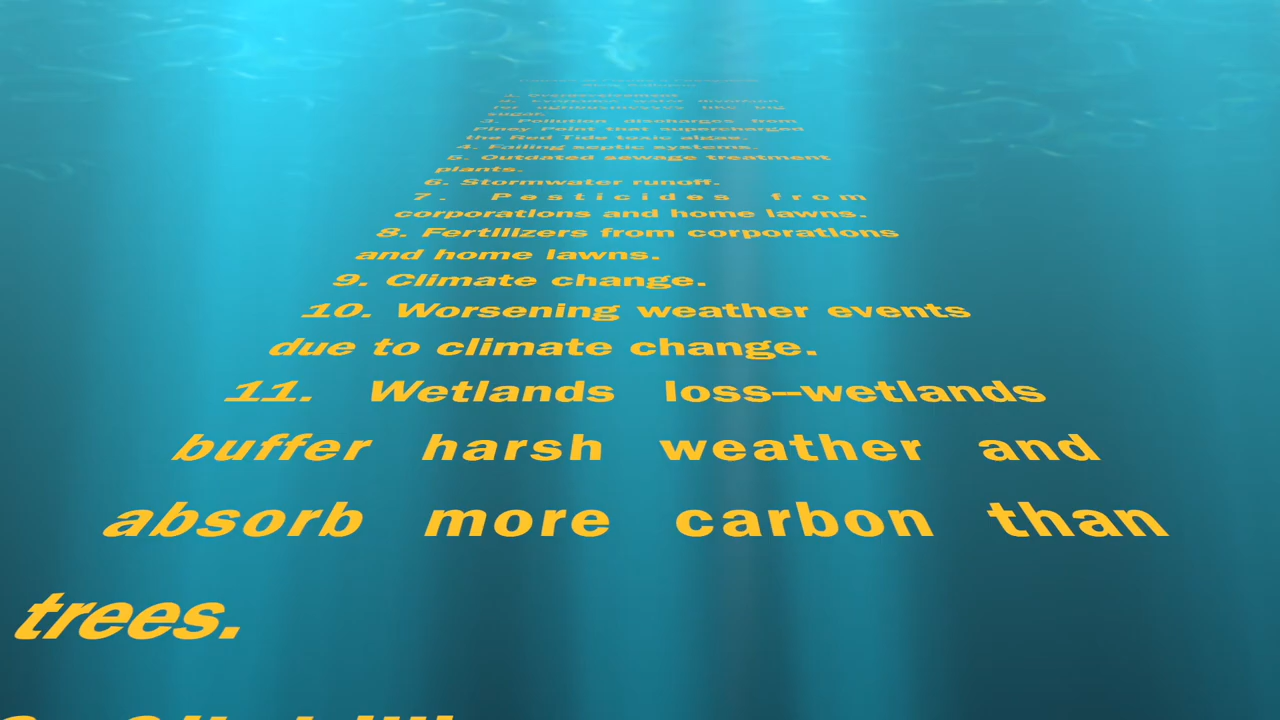 1. Overdevelopment
sugar.
3. Pollution discharges from
Piney Point that supercharged
the Red Tide toxic algae.
4. Failing septic systems.
5. Outdated sewage treatment
plants.
6. Stormwater runoff.
7. Pesticides from
corporations and home lawns.
8. Fertilizers from corporations
and home lawns.
9. Climate change.
10. Worsening weather events
due to climate change.
11. Wetlands loss--wetlands
buffer harsh weather and
absorb more carbon than
trees.